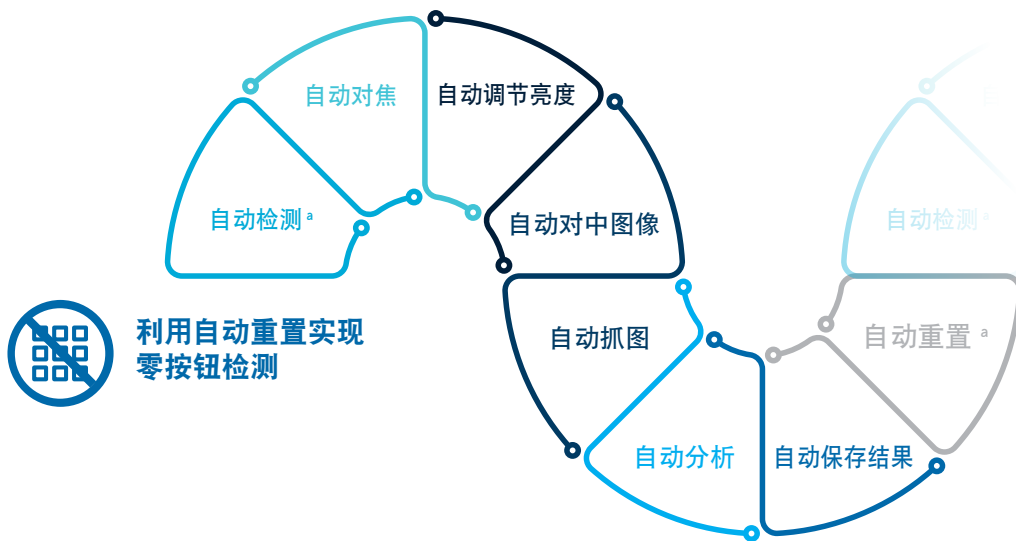 自动对焦
自动调节亮度
自动检测 a
自动对中图像
自动检测 a
利用自动重置实现
零按钮检测
自动抓图
自动重置 a
自动分析
自动保存结果